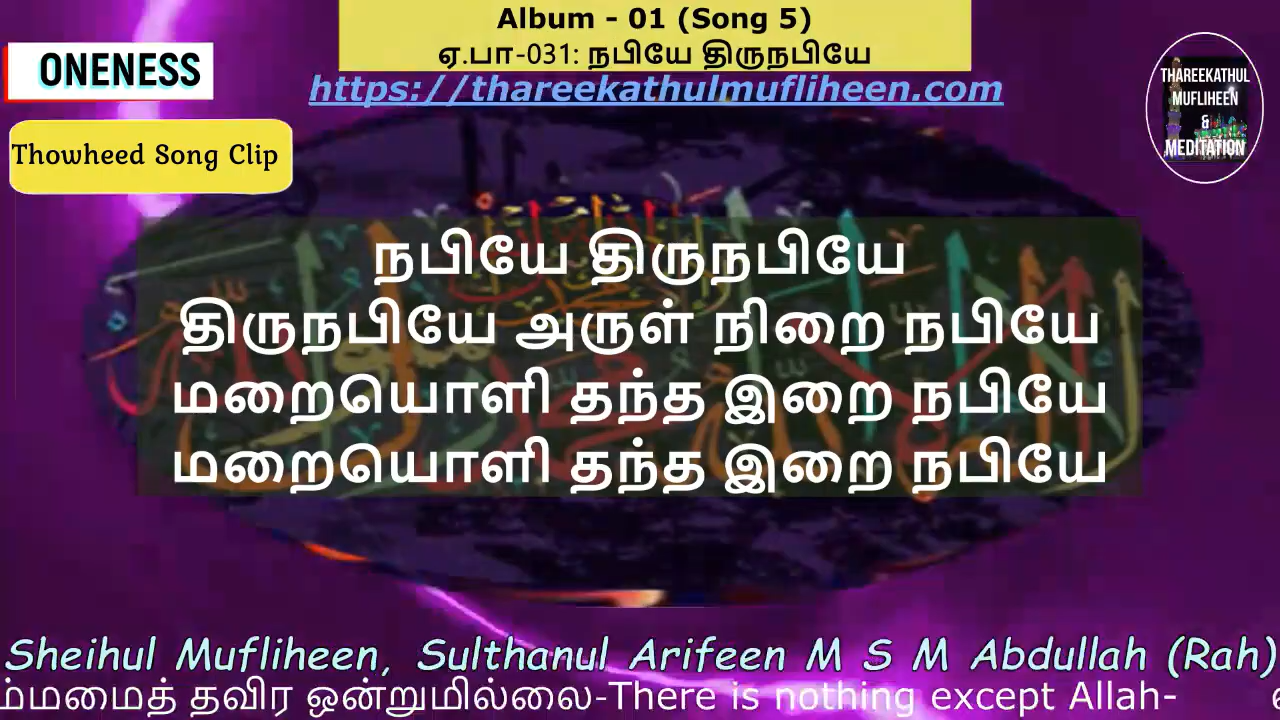 Album - 01 (Song 5)
ஏ.பா-031: நபியே திருநபியே
https://thareekathulmufliheen.com
ONENESS
Thowheed Song Clip
THAREEKATHUL
MUFLIHEEN
&
MEDITATION
நபியே திருநபியே
திருநபியே அருள் நிறை நபியே
மறையொளி தந்த இறை நபியே
மறையொளி தந்த இறை நபியே
Sheihul Mufliheen, Sulthanul Arifeen M S M Abdullah (Rah)
ம்மமைத் தவிர ஒன்றுமில்லை-There is nothing except Allah-